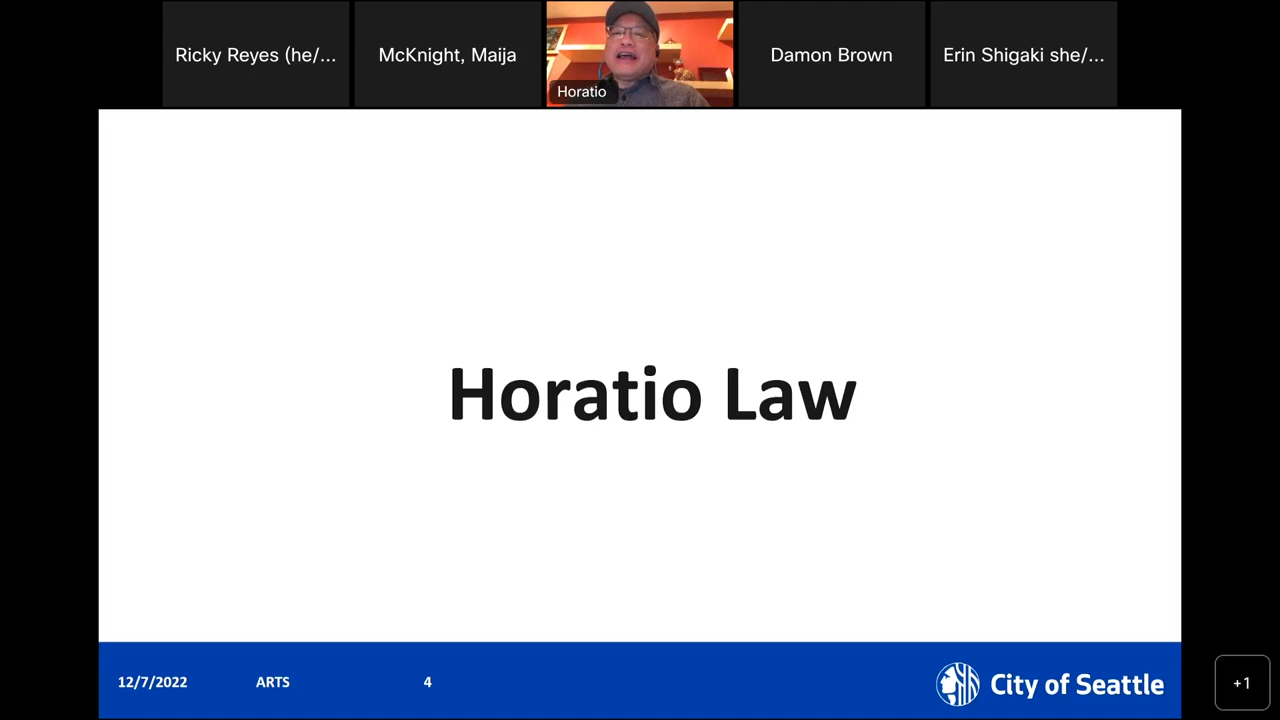 Ricky Reyes (he/...
McKnight, Maija
Horatio
Damon Brown
Erin Shigaki she/...
Horatio Law
12/7/2022
ARTS
4
City of Seattle
+1